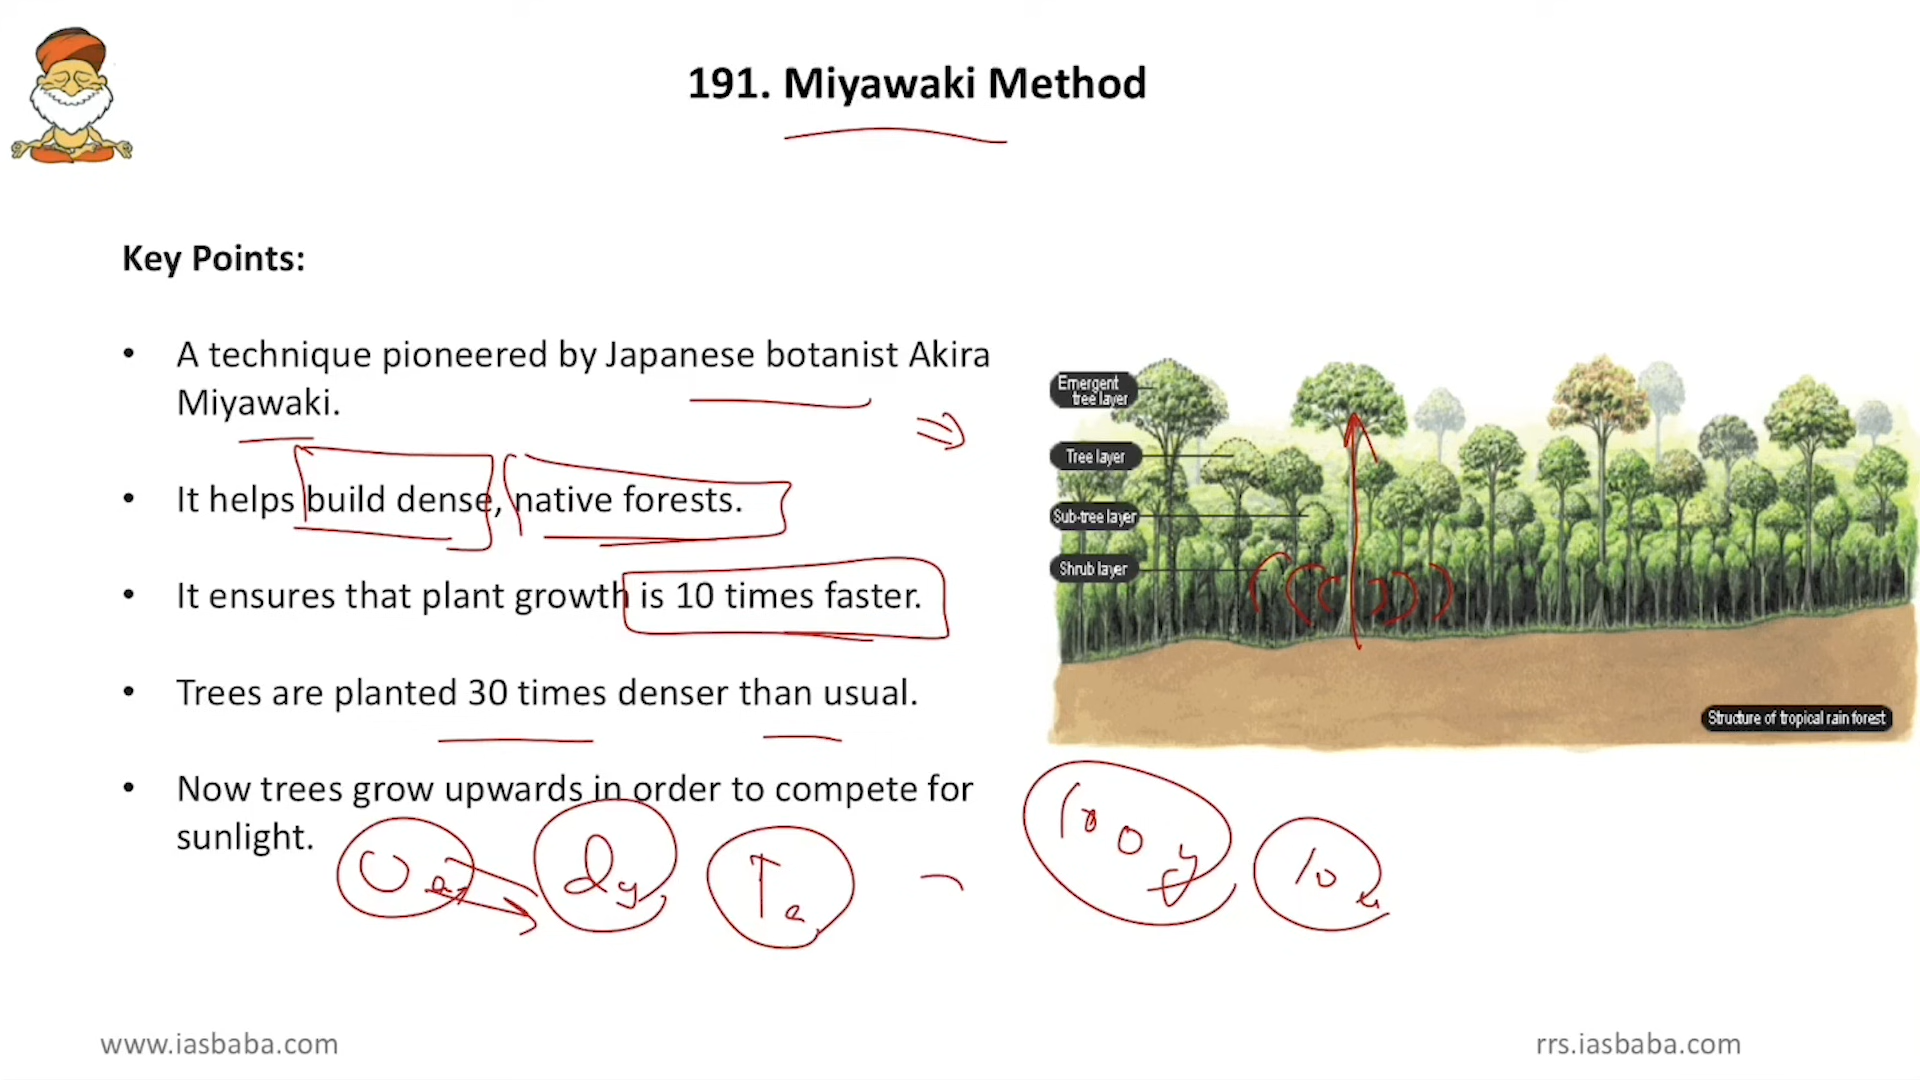 191. Miyawaki Method
Key Points:
• A technique pioneered by Japanese botanist Akira
Miyawaki.
• It helps build dense, native forests.
• It ensures that plant growth is 10 times faster.
• Trees are planted 30 times denser than usual.
• Now trees grow upwards in order to compete for
sunlight.
Emergent
tree layer
Tree layer
Sub-tree layer
Shrub layer
Structure of tropical rain forest
100 y
www.iasbaba.com
rrs.iasbaba.com